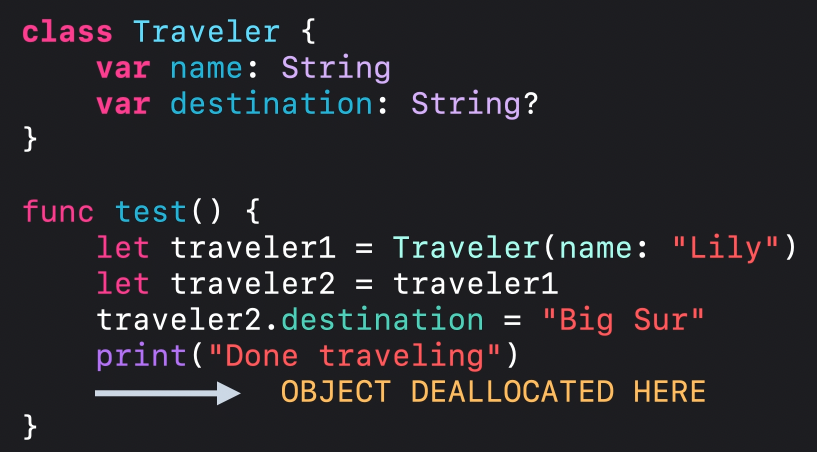 class Traveler {
    var name: String
    var destination: String?
}

func test() {
    let traveler1 = Traveler(name: "Lily")
    let traveler2 = traveler1
    traveler2.destination = "Big Sur"
    print("Done traveling")
    OBJECT DEALLOCATED HERE
}